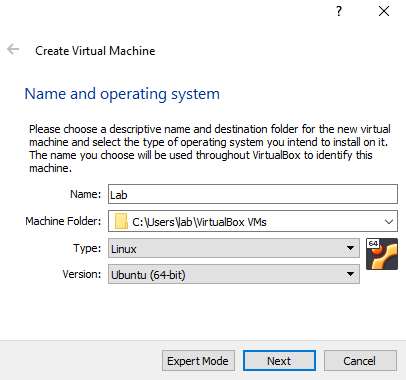 ?
Create Virtual Machine
Name and operating system
Please choose a descriptive name and destination folder for the new virtual
machine and select the type of operating system you intend to install on it.
The name you choose will be used throughout VirtualBox to identify this
machine.
Name: Lab
Machine Folder: C:\Users\lab\VirtualBox VMs
Type: Linux
64
Version: Ubuntu (64-bit)
Expert Mode Next Cancel